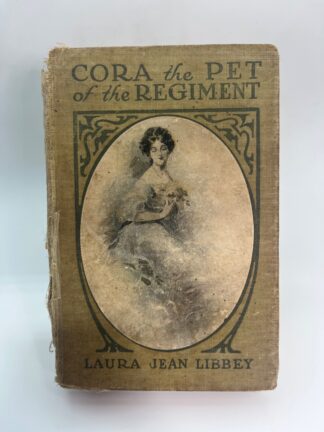 CORA the PET
of the REGIMENT
LAURA JEAN LIBBEY